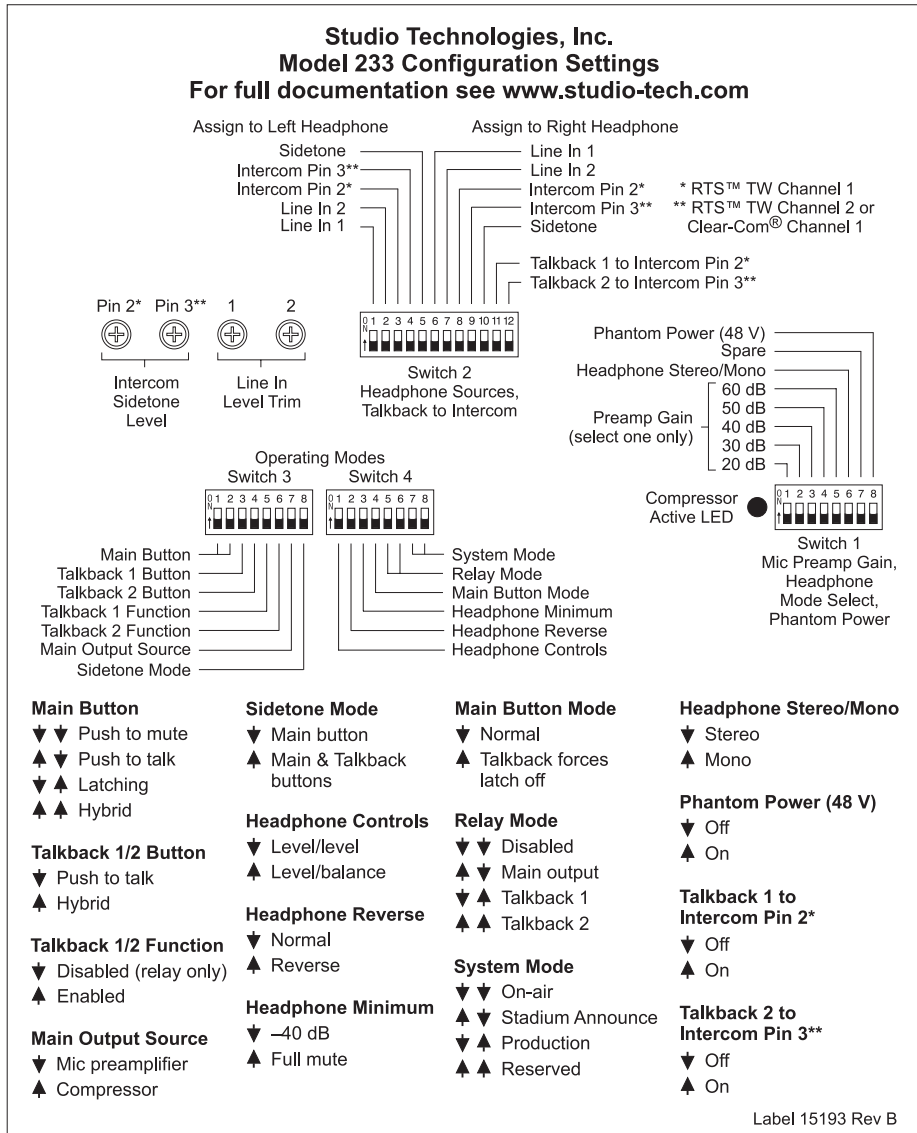 Studio Technologies, Inc.
Model 233 Configuration Settings
For full documentation see www.studio-tech.com
Assign to Left Headphone
Sidetone
Intercom Pin 3**
Intercom Pin 2*
Line In 2
Line In 1
Assign to Right Headphone
Line In 1
Line In 2
Intercom Pin 2*
Intercom Pin 3**
Sidetone
* RTS™ TW Channel 1
** RTS™ TW Channel 2 or
Clear-Com® Channel 1
Talkback 1 to Intercom Pin 2*
Talkback 2 to Intercom Pin 3**
Pin 2* Pin 3** 1 2
Intercom
Sidetone
Level
Line In
Level Trim
ON 1 2 3 4 5 6 7 8 9 10 11 12
Switch 2
Headphone Sources,
Talkback to Intercom
Phantom Power (48 V)
Spare
Headphone Stereo/Mono
60 dB
50 dB
40 dB
30 dB
20 dB
Preamp Gain
(select one only)
Compressor
Active LED
ON 1 2 3 4 5 6 7 8
Switch 1
Mic Preamp Gain,
Headphone
Mode Select,
Phantom Power
Operating Modes
Switch 3 Switch 4
ON 1 2 3 4 5 6 7 8
ON 1 2 3 4 5 6 7 8
Main Button
Talkback 1 Button
Talkback 2 Button
Talkback 1 Function
Talkback 2 Function
Main Output Source
Sidetone Mode
System Mode
Relay Mode
Main Button Mode
Headphone Minimum
Headphone Reverse
Headphone Controls
Main Button
Push to mute
Push to talk
Latching
Hybrid
Talkback 1/2 Button
Push to talk
Hybrid
Talkback 1/2 Function
Disabled (relay only)
Enabled
Main Output Source
Mic preamplifier
Compressor
Sidetone Mode
Main button
Main & Talkback
buttons
Headphone Controls
Level/level
Level/balance
Headphone Reverse
Normal
Reverse
Headphone Minimum
–40 dB
Full mute
Main Button Mode
Normal
Talkback forces
latch off
Relay Mode
Disabled
Main output
Talkback 1
Talkback 2
System Mode
On-air
Stadium Announce
Production
Reserved
Headphone Stereo/Mono
Stereo
Mono
Phantom Power (48 V)
Off
On
Talkback 1 to
Intercom Pin 2*
Off
On
Talkback 2 to
Intercom Pin 3**
Off
On
Label 15193 Rev B